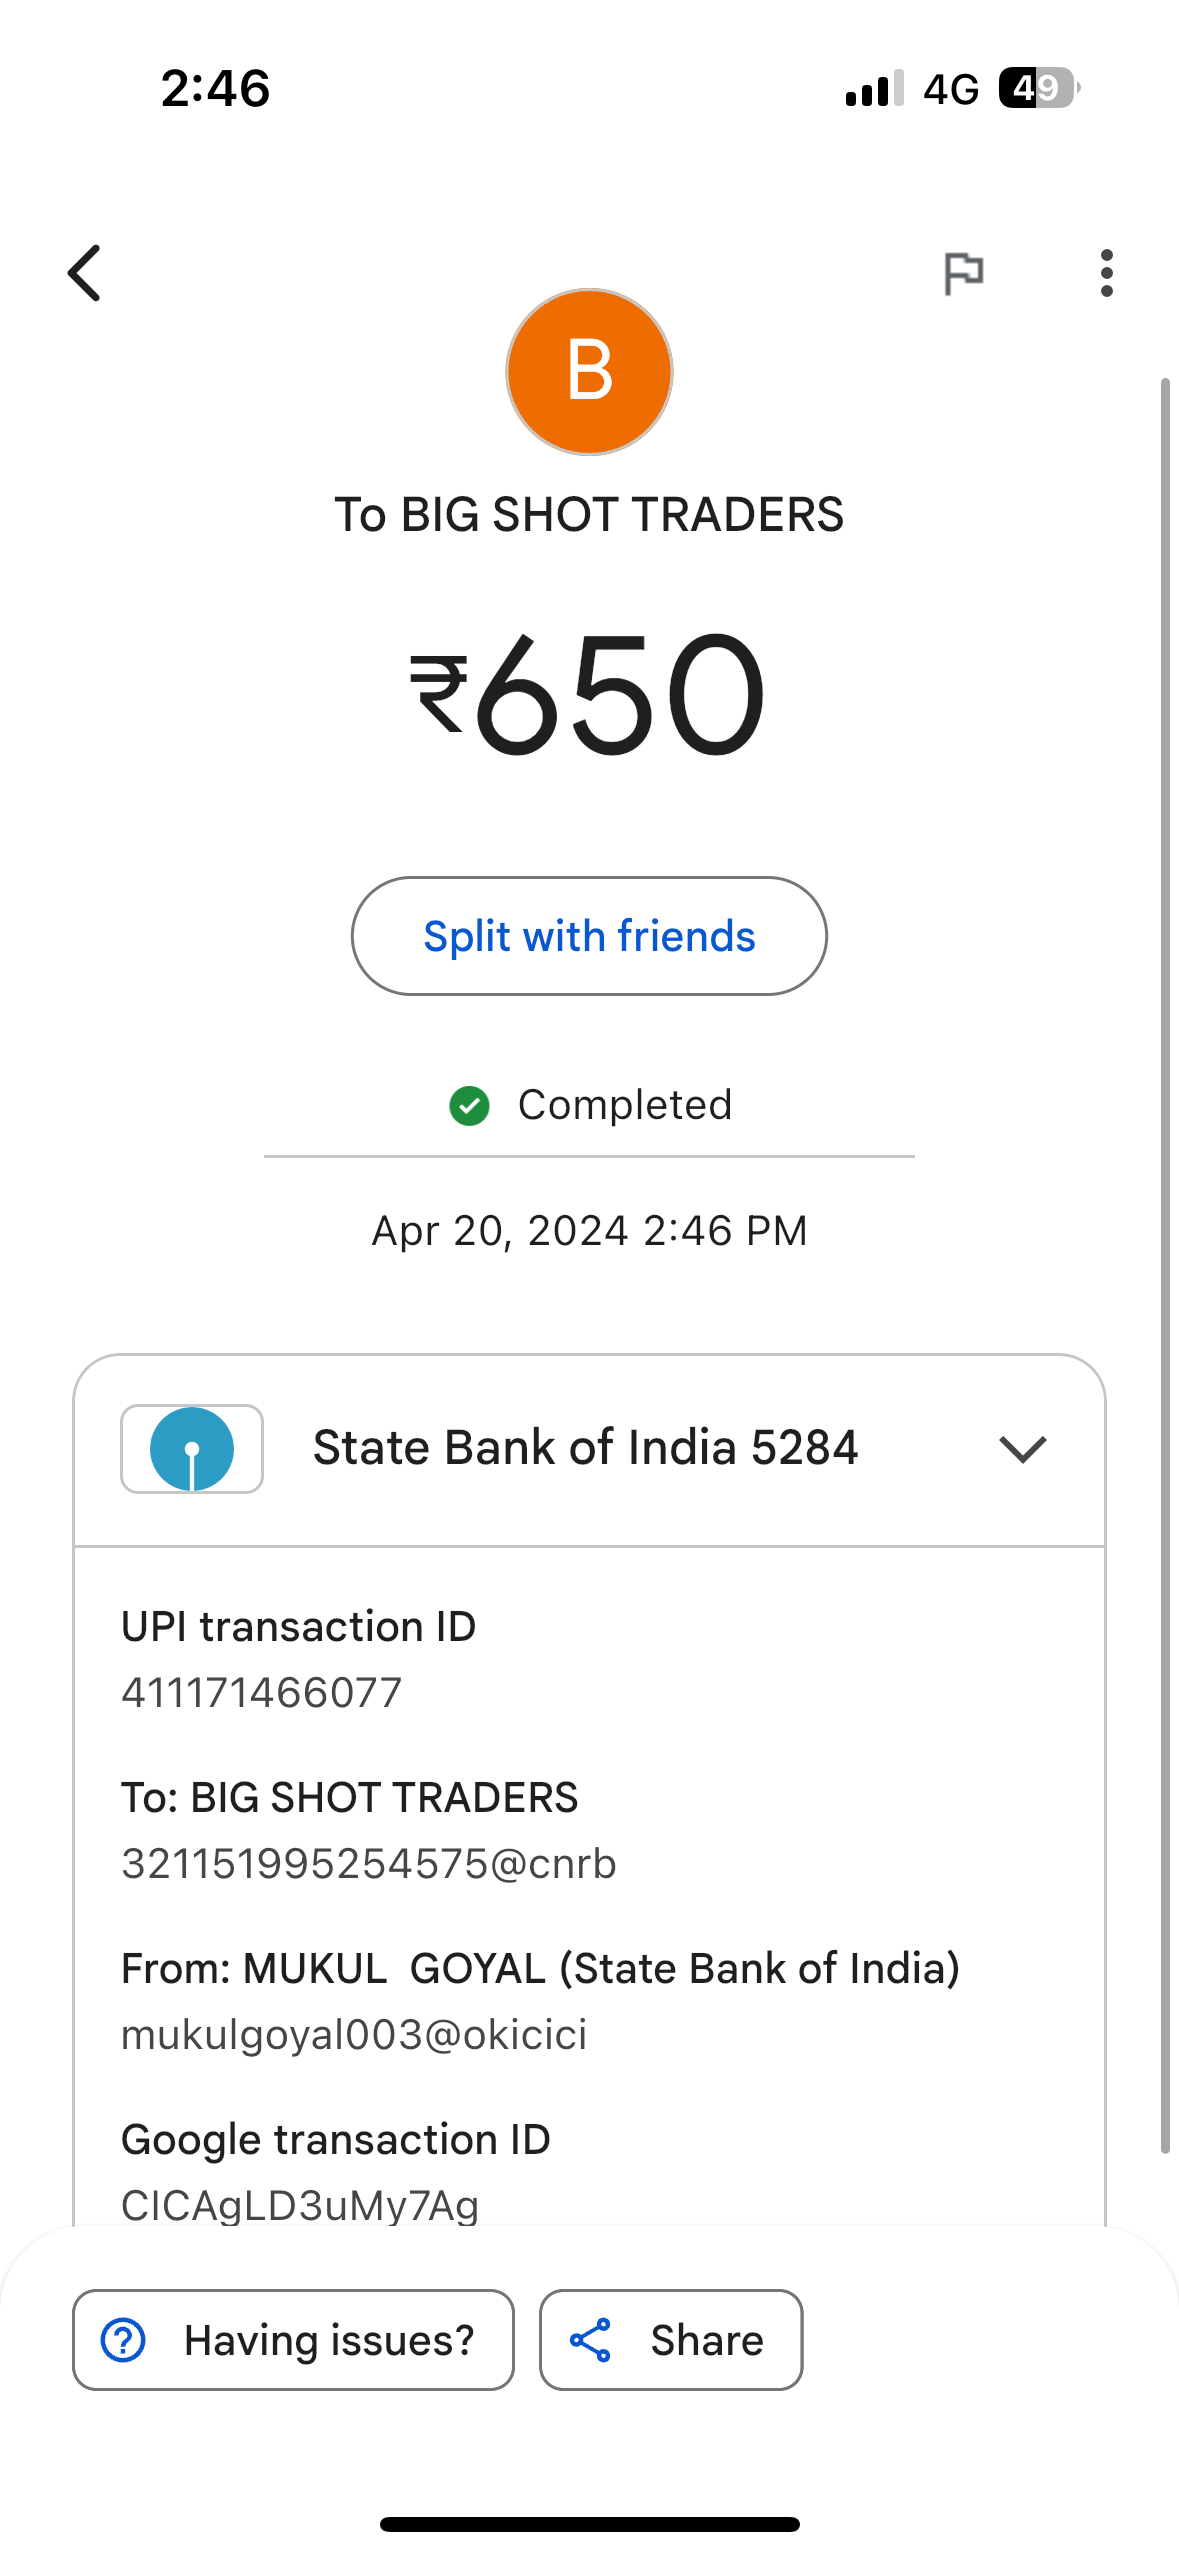 2:46
4G
49
B
To BIG SHOT TRADERS
₹650
Split with friends
Completed
Apr 20, 2024 2:46 PM
State Bank of India 5284
UPI transaction ID
411171466077
To: BIG SHOT TRADERS
321151995254575@cnrb
From: MUKUL  GOYAL (State Bank of India)
mukulgoyal003@okicici
Google transaction ID
CICAgLD3uMy7Ag
Having issues?
Share